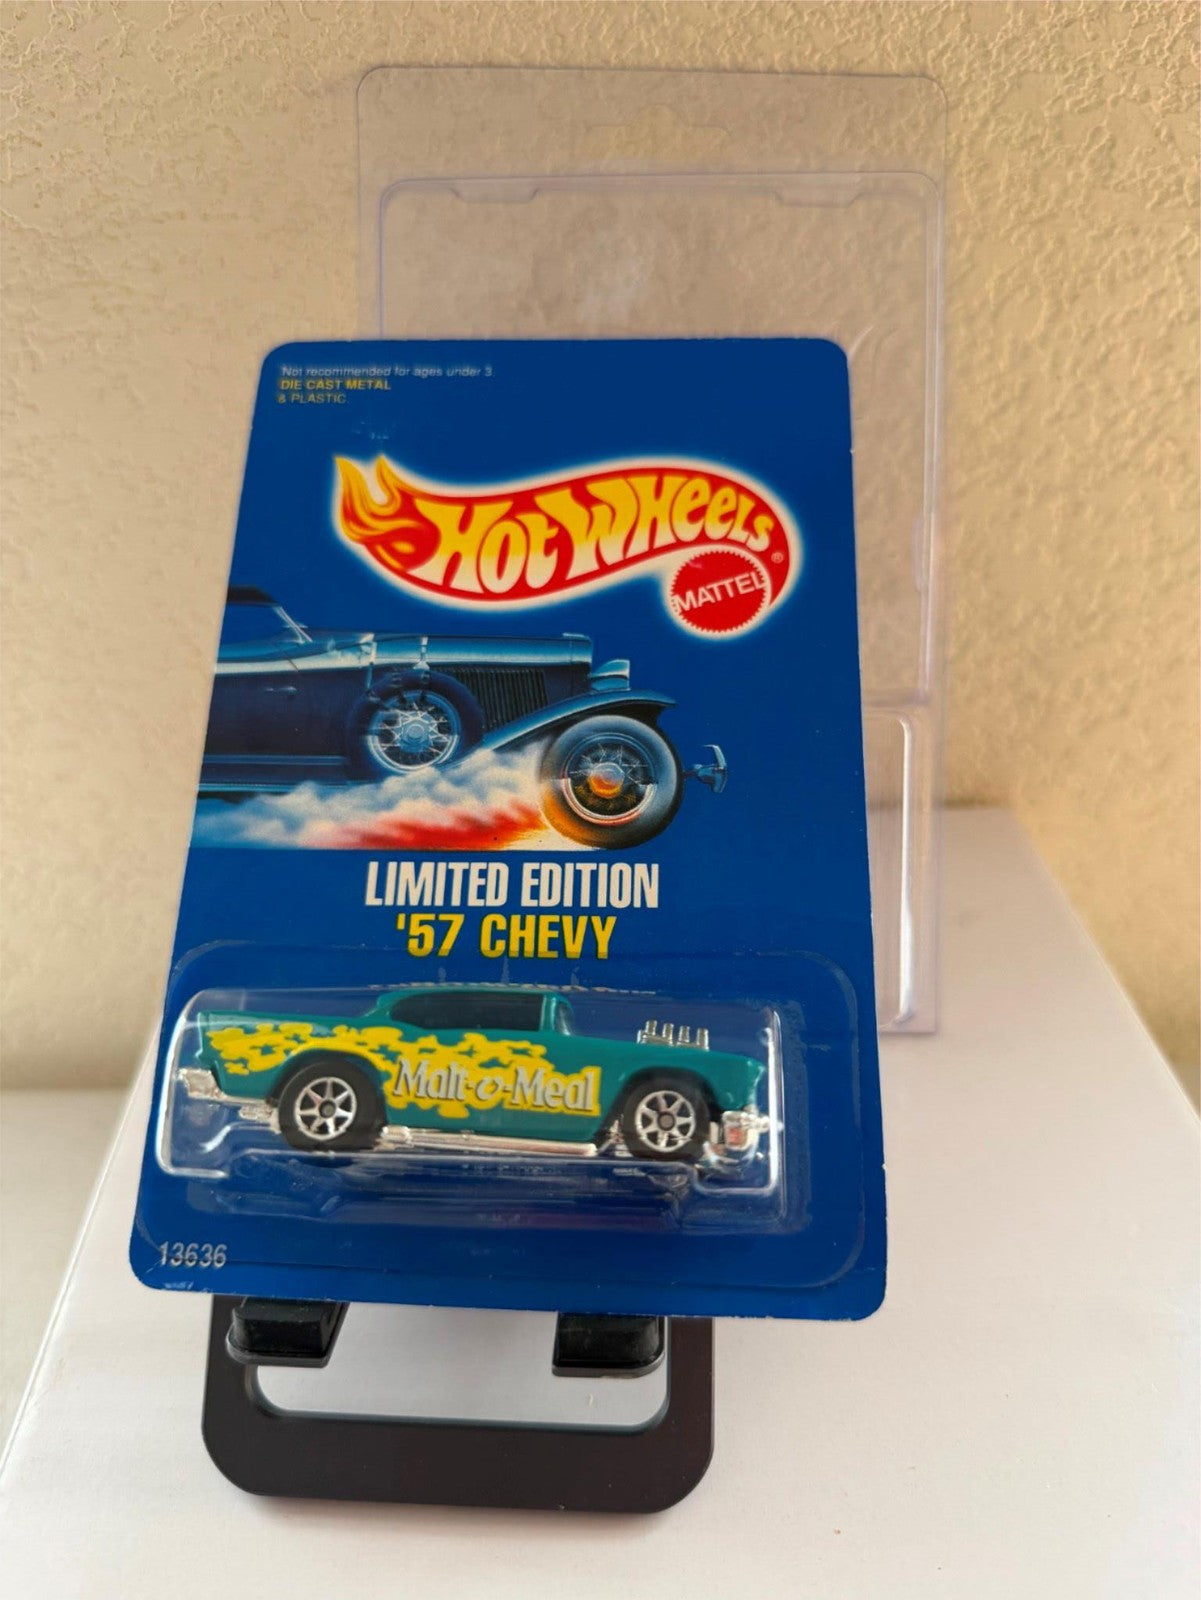 Not recommended for ages under 3.
DIE CAST METAL
& PLASTIC.
HOT WHEELS ®
MATTEL
LIMITED EDITION
'57 CHEVY
Malt-o-Meal
13636